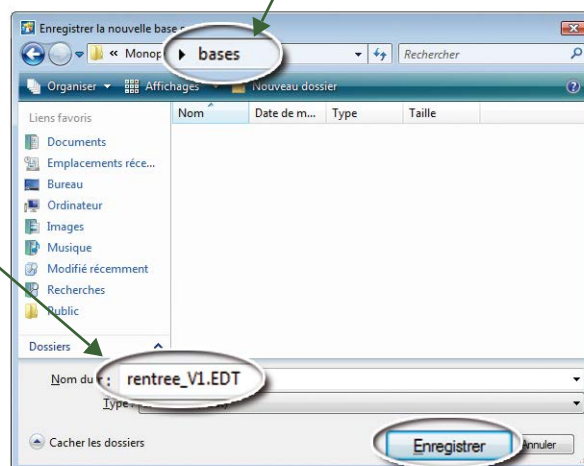 Enregistrer la nouvelle base
« Monop ▸ bases
Rechercher
Organiser Affichages Nouveau dossier
Liens favoris
Nom Date de m... Type Taille
Documents
Emplacements réce...
Bureau
Ordinateur
Images
Musique
Modifié récemment
Recherches
Public
Dossiers
Nom du : rentree_V1.EDT
Type :
Cacher les dossiers
Enregistrer Annuler